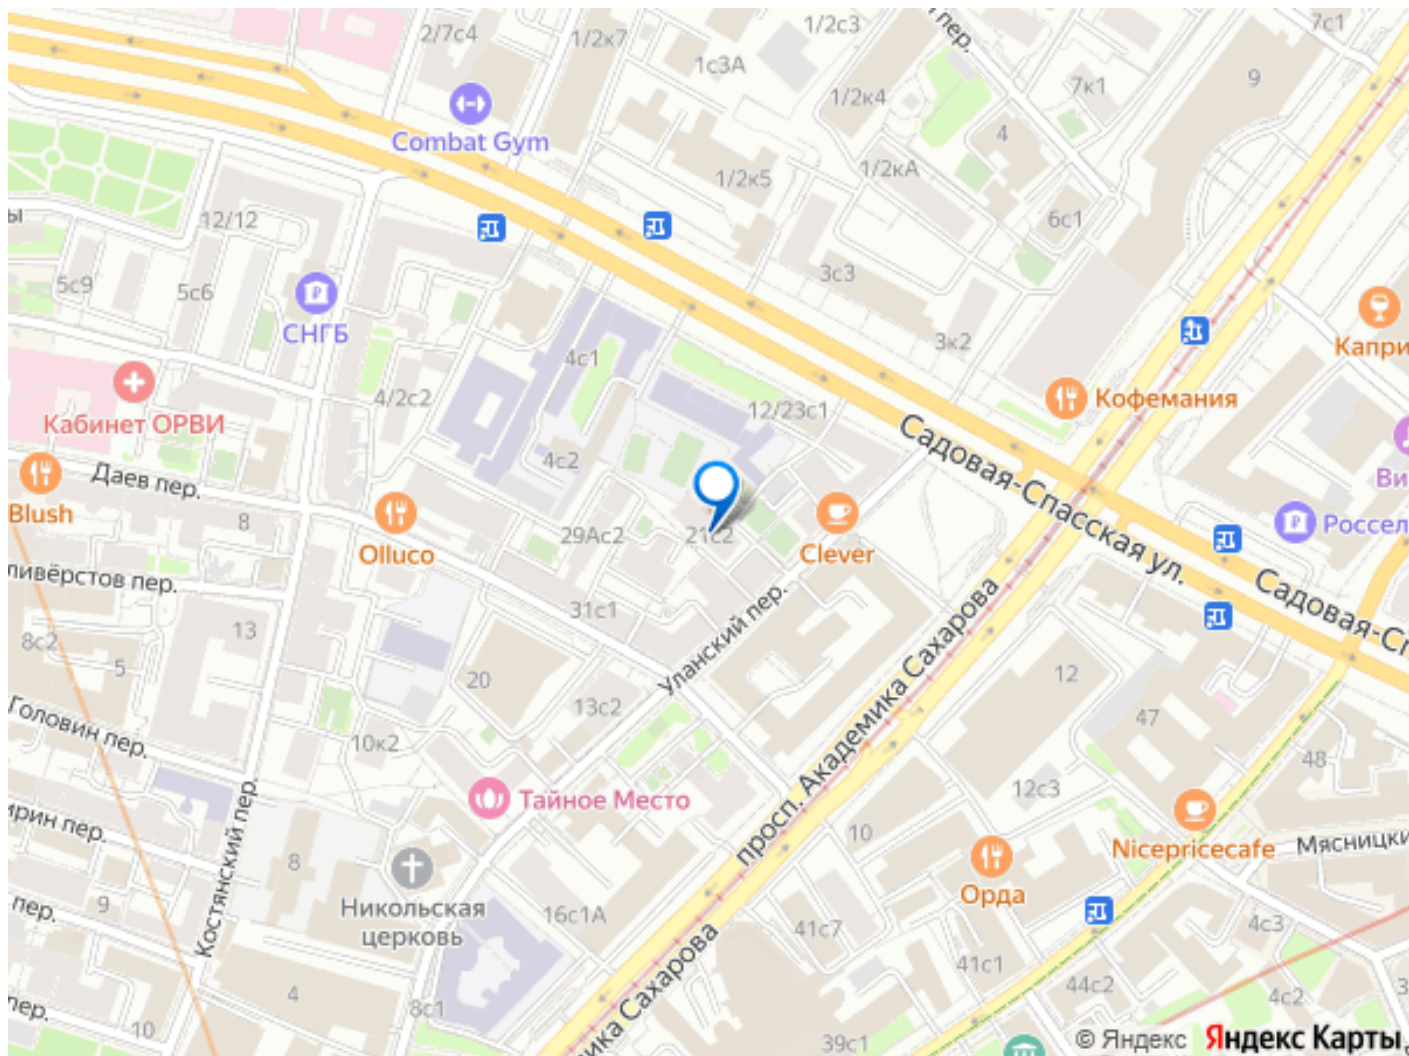 2/7с4
1/2к7
1/2с3
пер.
7с1
1с3А
9
7к1
1/2к4
Combat Gym
4
1/2к5
1/2кА
12/12
ы
6с1
5с9
5с6
3с3
СНГБ
3к2
Капри
4с1
4/2с2
12/23с1
Кофемания
Кабинет ОРВИ
Садовая-Спасская ул.
4с2
Ви
Даев пер.
Blush
8
Olluco
29Ас2
21с2
Clever
Россел
ливёрстов пер.
Садовая-Сп
31с1
Уланский пер.
13
8с2
5
20
13с2
12
47
просп. Академика Сахарова
Головин пер.
10к2
48
Тайное Место
12с3
Костянский пер.
ирин пер.
10
Nicepricecafe
Мясницки
8
Орда
Никольская
церковь
пер.
9
16с1А
41с7
4с3
ика Сахарова
41с1
44с2
4
4с2
3
8с1
пер.
10
39с1
© Яндекс Яндекс Карты